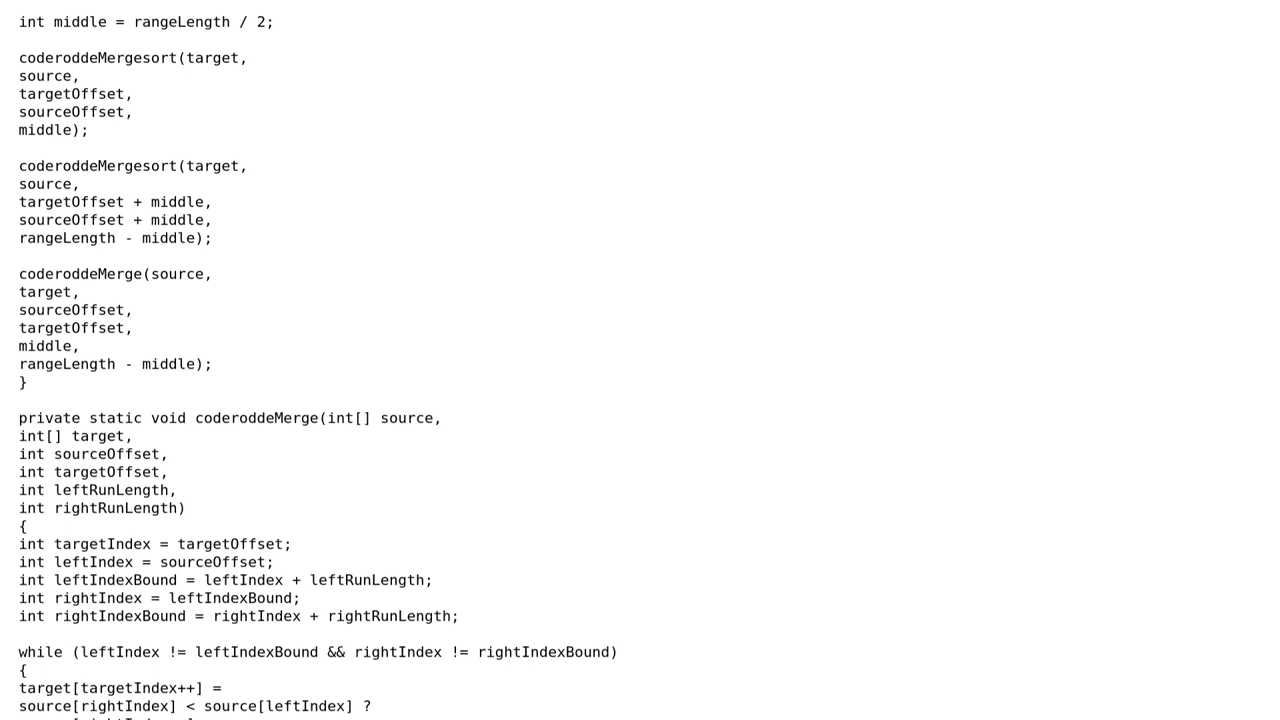 int middle = rangeLength / 2;
coderoddeMergesort(target,
source,
targetOffset,
sourceOffset,
middle);
coderoddeMergesort(target,
source,
targetOffset + middle,
sourceOffset + middle,
rangeLength - middle);
coderoddeMerge(source,
target,
sourceOffset,
targetOffset,
middle,
rangeLength - middle);
}
private static void coderoddeMerge(int[] source,
int[] target,
int sourceOffset,
int targetOffset,
int leftRunLength,
int rightRunLength)
{
int targetIndex = targetOffset;
int leftIndex = sourceOffset;
int leftIndexBound = leftIndex + leftRunLength;
int rightIndex = leftIndexBound;
int rightIndexBound = rightIndex + rightRunLength;
while (leftIndex != leftIndexBound && rightIndex != rightIndexBound)
{
target[targetIndex++] =
source[rightIndex] < source[leftIndex] ?